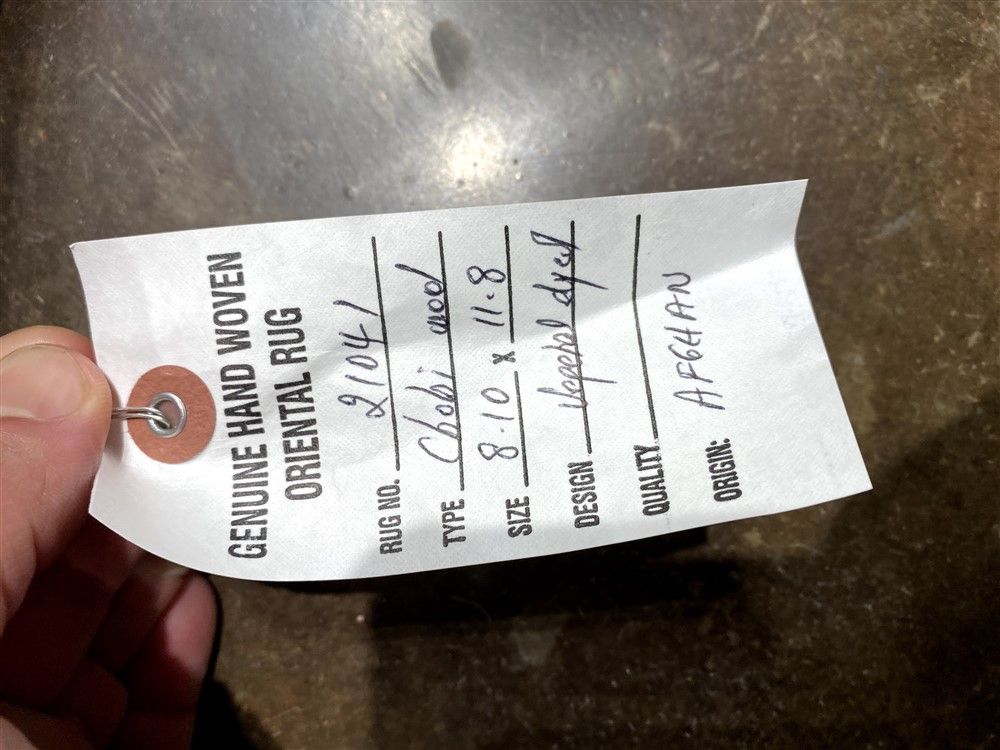 GENUINE HAND WOVEN
ORIENTAL RUG
RUG NO. 21041
TYPE Chobi wool
SIZE 8.10 x 11.8
DESIGN dyed
QUALITY
ORIGIN: AFGHAN